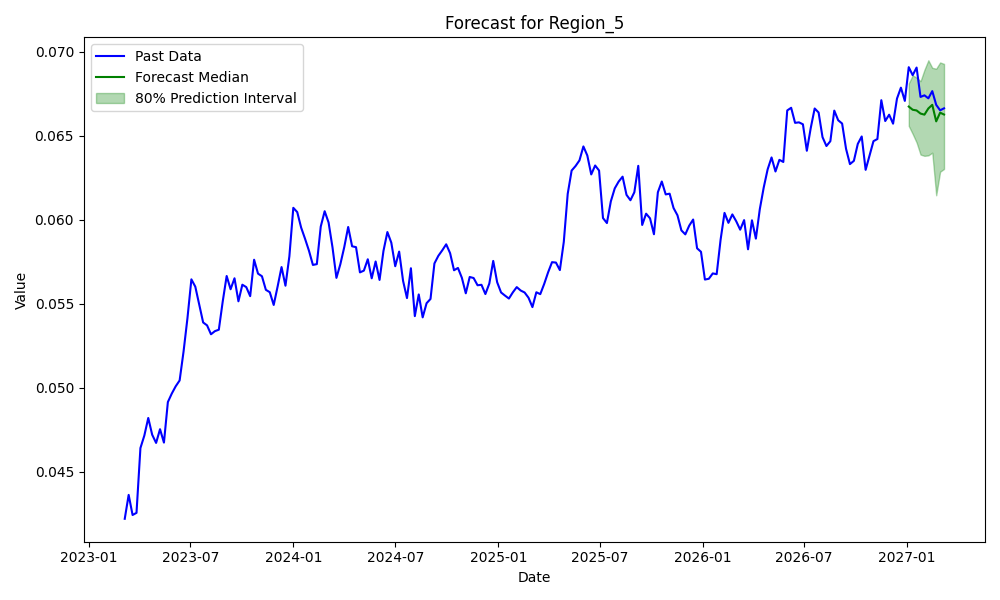 Forecast for Region_5
Past Data
Forecast Median
80% Prediction Interval
Value
0.070
0.065
0.060
0.055
0.050
0.045
2023-01 2023-07 2024-01 2024-07 2025-01 2025-07 2026-01 2026-07 2027-01
Date